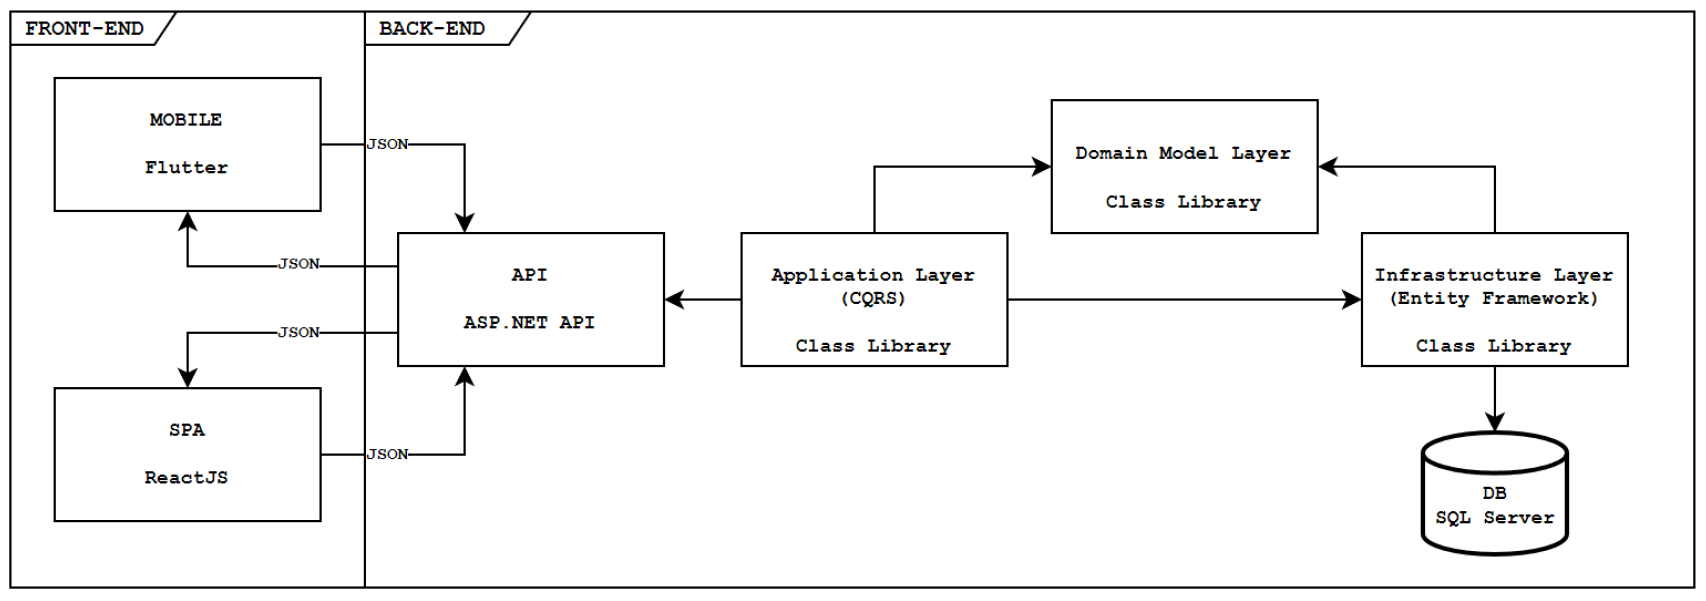 FRONT-END
BACK-END
MOBILE
Flutter
JSON
JSON
JSON
JSON
SPA
ReactJS
API
ASP.NET API
Application Layer
(CQRS)
Class Library
Domain Model Layer
Class Library
Infrastructure Layer
(Entity Framework)
Class Library
DB
SQL Server